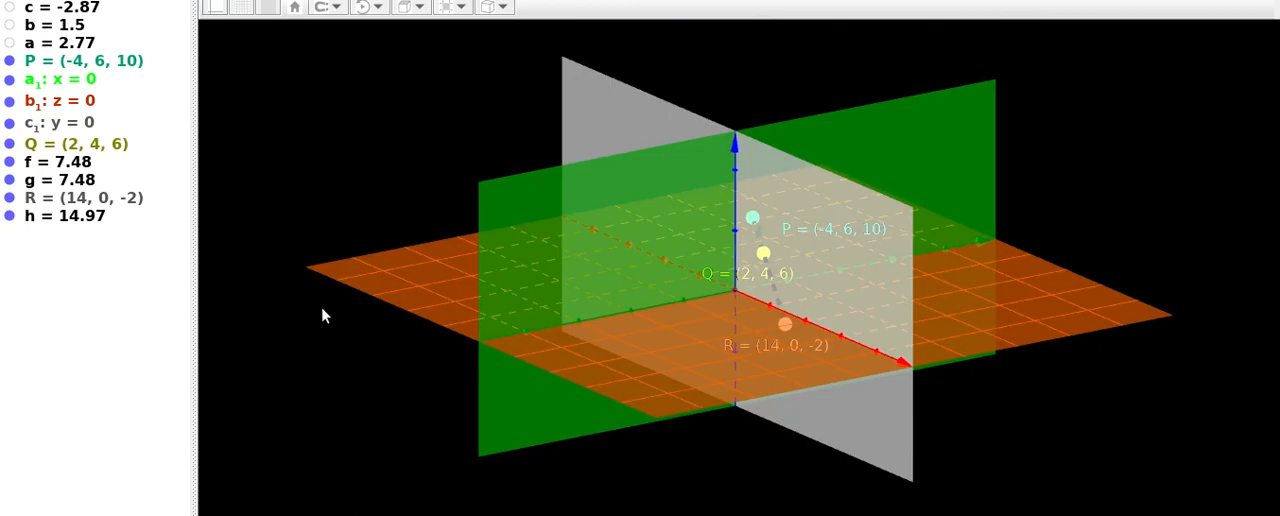 c = -2.87
b = 1.5
a = 2.77
P = (-4, 6, 10)
a₁: x = 0
b₁: z = 0
c₁: y = 0
Q = (2, 4, 6)
f = 7.48
g = 7.48
R = (14, 0, -2)
h = 14.97
P = (-4, 6, 10)
Q = (2, 4, 6)
R = (14, 0, -2)